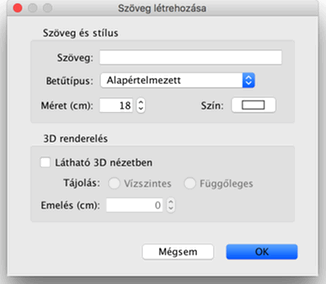 Szöveg létrehozása
Szöveg és stílus
Szöveg:
Betűtípus: Alapértelmezett
Méret (cm): 18 Szín:
3D renderelés
Látható 3D nézetben
Tájolás: Vízszintes Függőleges
Emelés (cm): 0
Mégsem OK